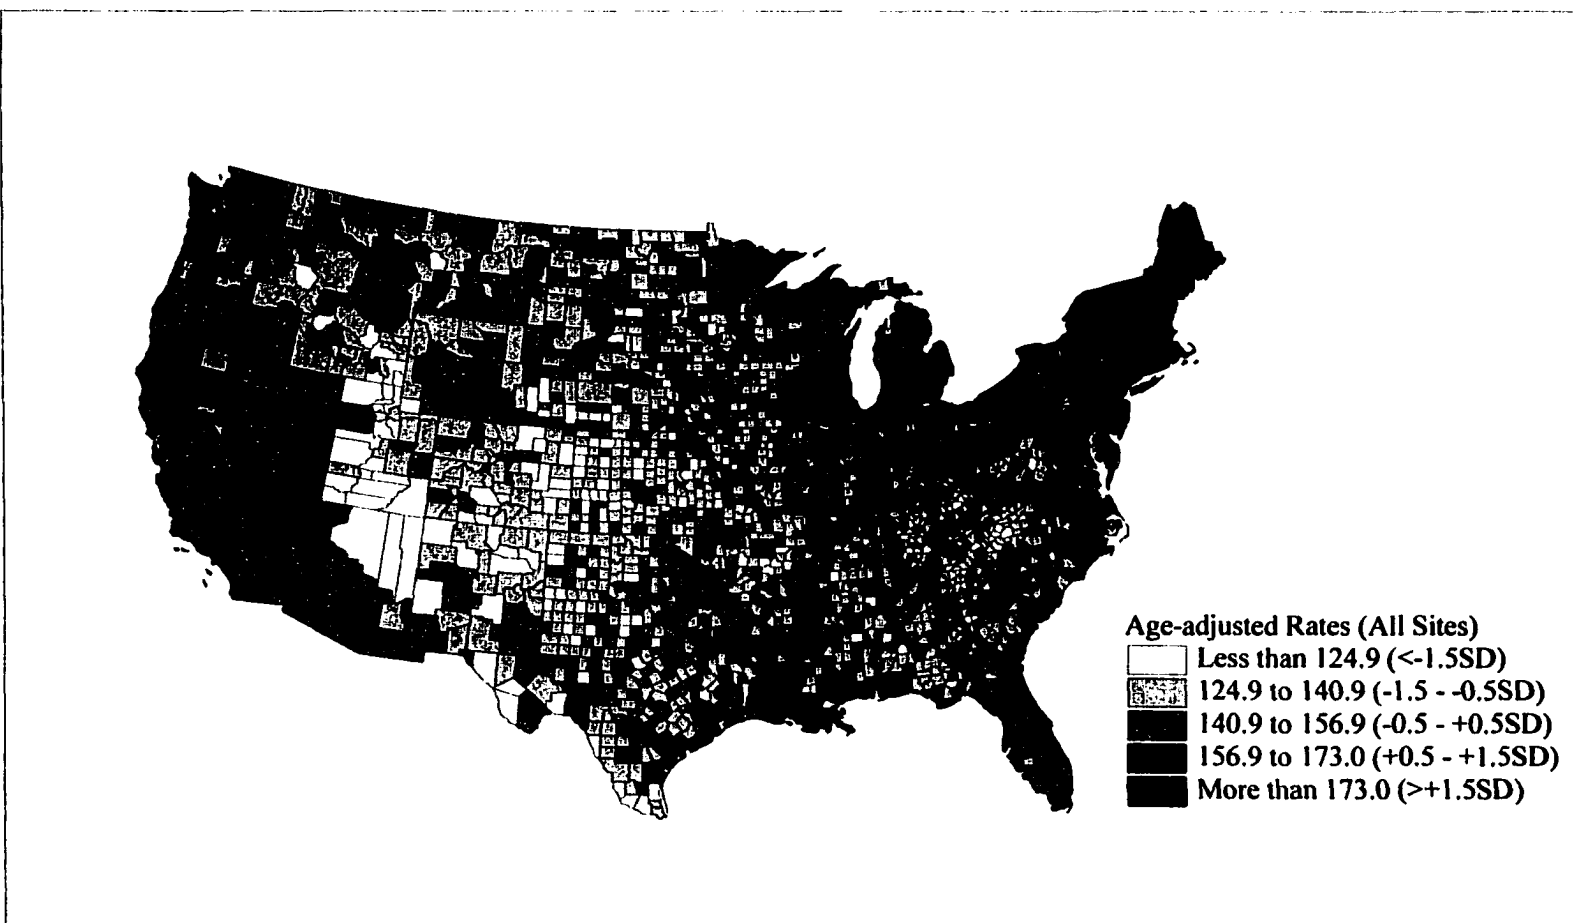 Age-adjusted Rates (All Sites)
Less than 124.9 (<-1.5SD)
124.9 to 140.9 (-1.5 - -0.5SD)
140.9 to 156.9 (-0.5 - +0.5SD)
156.9 to 173.0 (+0.5 - +1.5SD)
More than 173.0 (>+1.5SD)